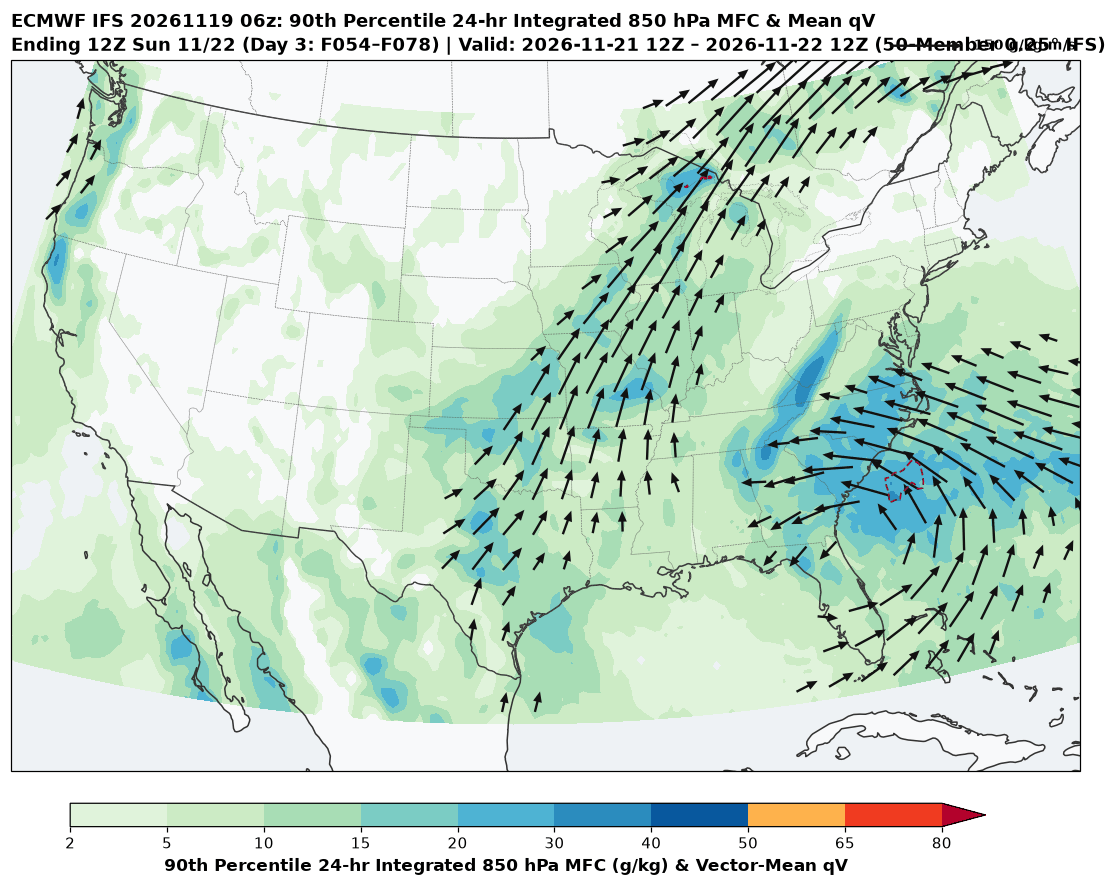 ECMWF IFS 20261119 06z: 90th Percentile 24-hr Integrated 850 hPa MFC & Mean qV
Ending 12Z Sun 11/22 (Day 3: F054–F078) | Valid: 2026-11-21 12Z – 2026-11-22 12Z (50-Member 0.25° IFS)
150 g/kg m/s
2 5 10 15 20 30 40 50 65 80
90th Percentile 24-hr Integrated 850 hPa MFC (g/kg) & Vector-Mean qV